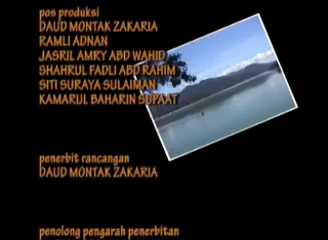 pos produksi
DAUD MONTAK ZAKARIA
RAMLI ADNAN
JASRIL AMRY ABD WAHID
SHAHRUL FADLI ABD RAHIM
SITI SURAYA SULAIMAN
KAMARUL BAHARIN SUPAAT
penerbit rancangan
DAUD MONTAK ZAKARIA
penolong pengarah penerbitan